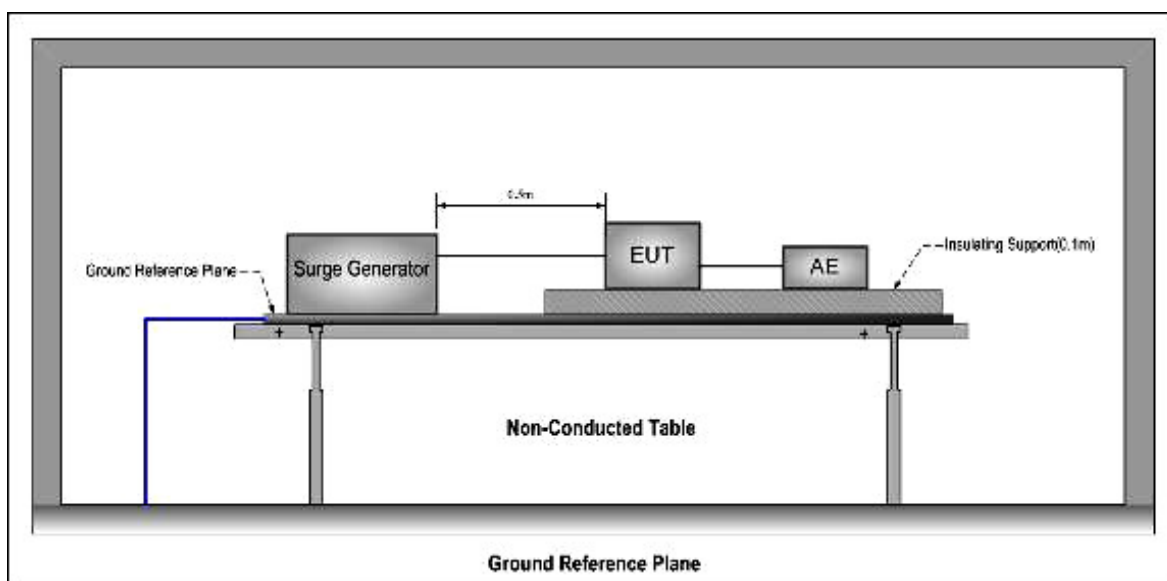 Surge Generator
EUT
AE
Insulating Support(0.1m)
Ground Reference Plane
Non-Conducted Table
Ground Reference Plane